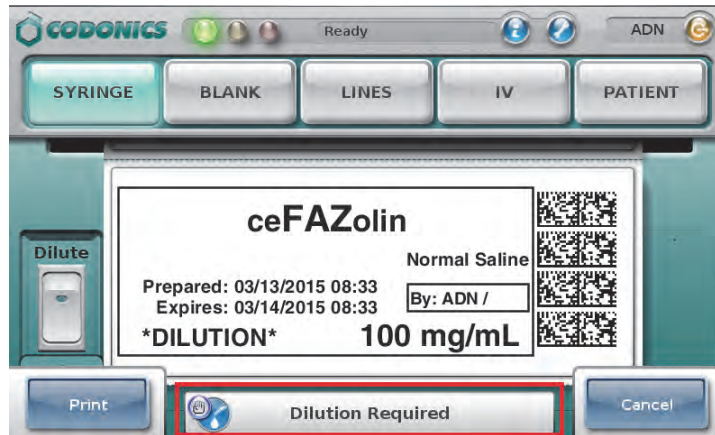 CODONICS Ready ADN
SYRINGE BLANK LINES IV PATIENT
ceFAZolin
Dilute
Normal Saline
Prepared: 03/13/2015 08:33
Expires: 03/14/2015 08:33
By: ADN /
*DILUTION* 100 mg/mL
Print
Dilution Required
Cancel